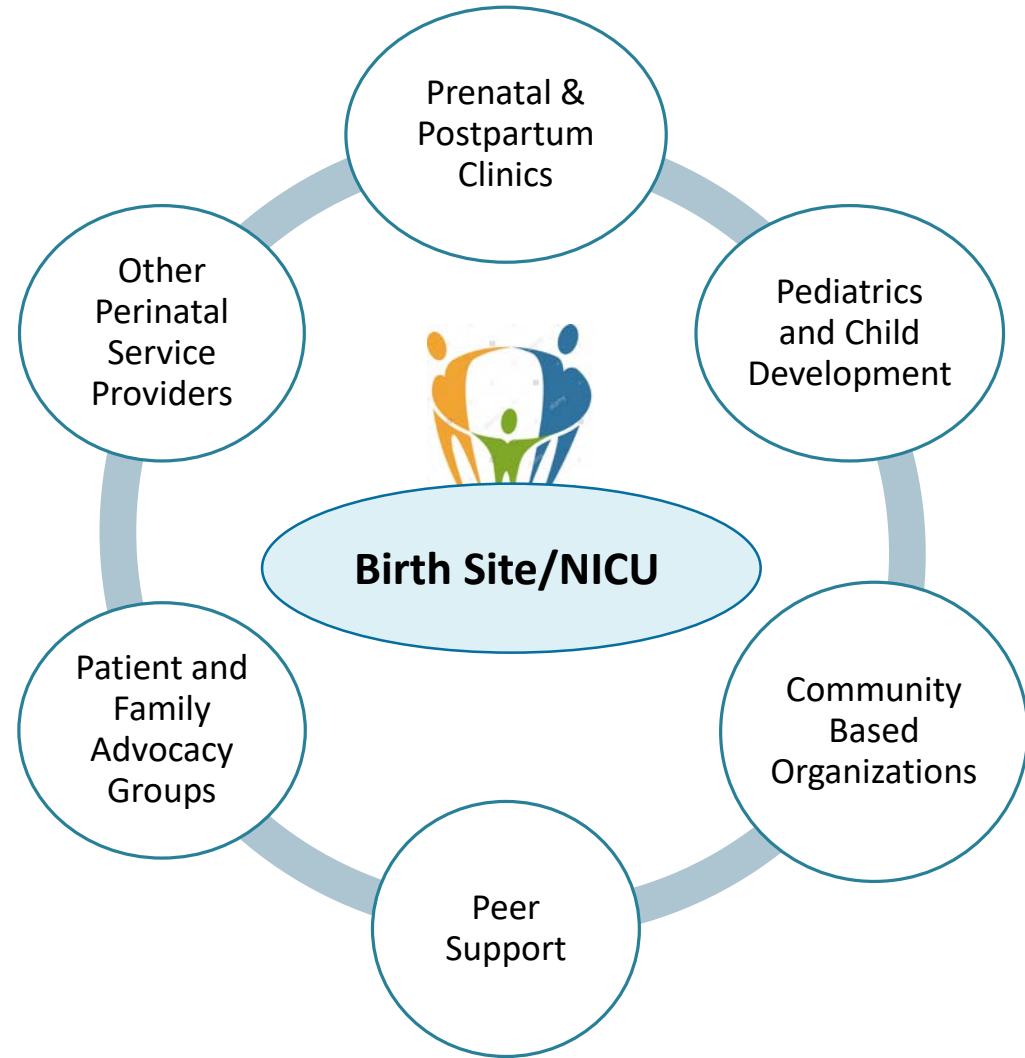 Prenatal &
Postpartum
Clinics
Pediatrics
and Child
Development
Community
Based
Organizations
Peer
Support
Patient and
Family
Advocacy
Groups
Other
Perinatal
Service
Providers
Birth Site/NICU